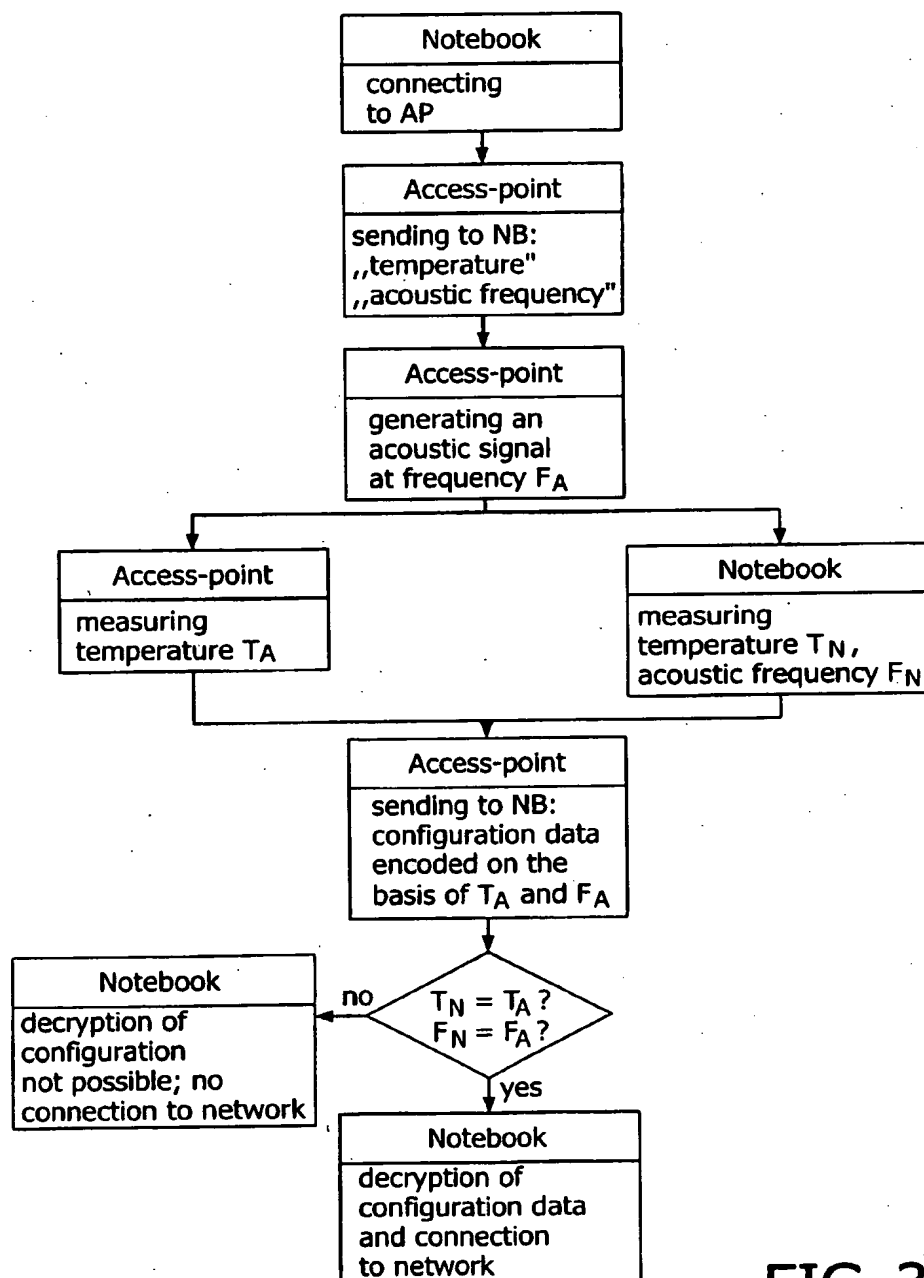 Notebook
connecting
to AP
Access-point
sending to NB:
,,temperature"
,,acoustic frequency"
Access-point
generating an
acoustic signal
at frequency FA
Access-point
measuring
temperature TA
Notebook
measuring
temperature TN,
acoustic frequency FN
Access-point
sending to NB:
configuration data
encoded on the
basis of TA and FA
TN = TA?
FN = FA?
no
Notebook
decryption of
configuration
not possible; no
connection to network
yes
Notebook
decryption of
configuration data
and connection
to network